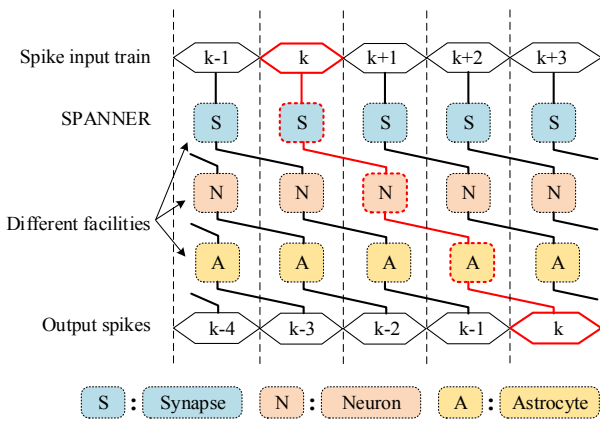 Spike input train k-1 k k+1 k+2 k+3
SPANNER S S S S S
N N N N N
Different facilities
A A A A A
Output spikes k-4 k-3 k-2 k-1 k
S : Synapse N : Neuron A : Astrocyte